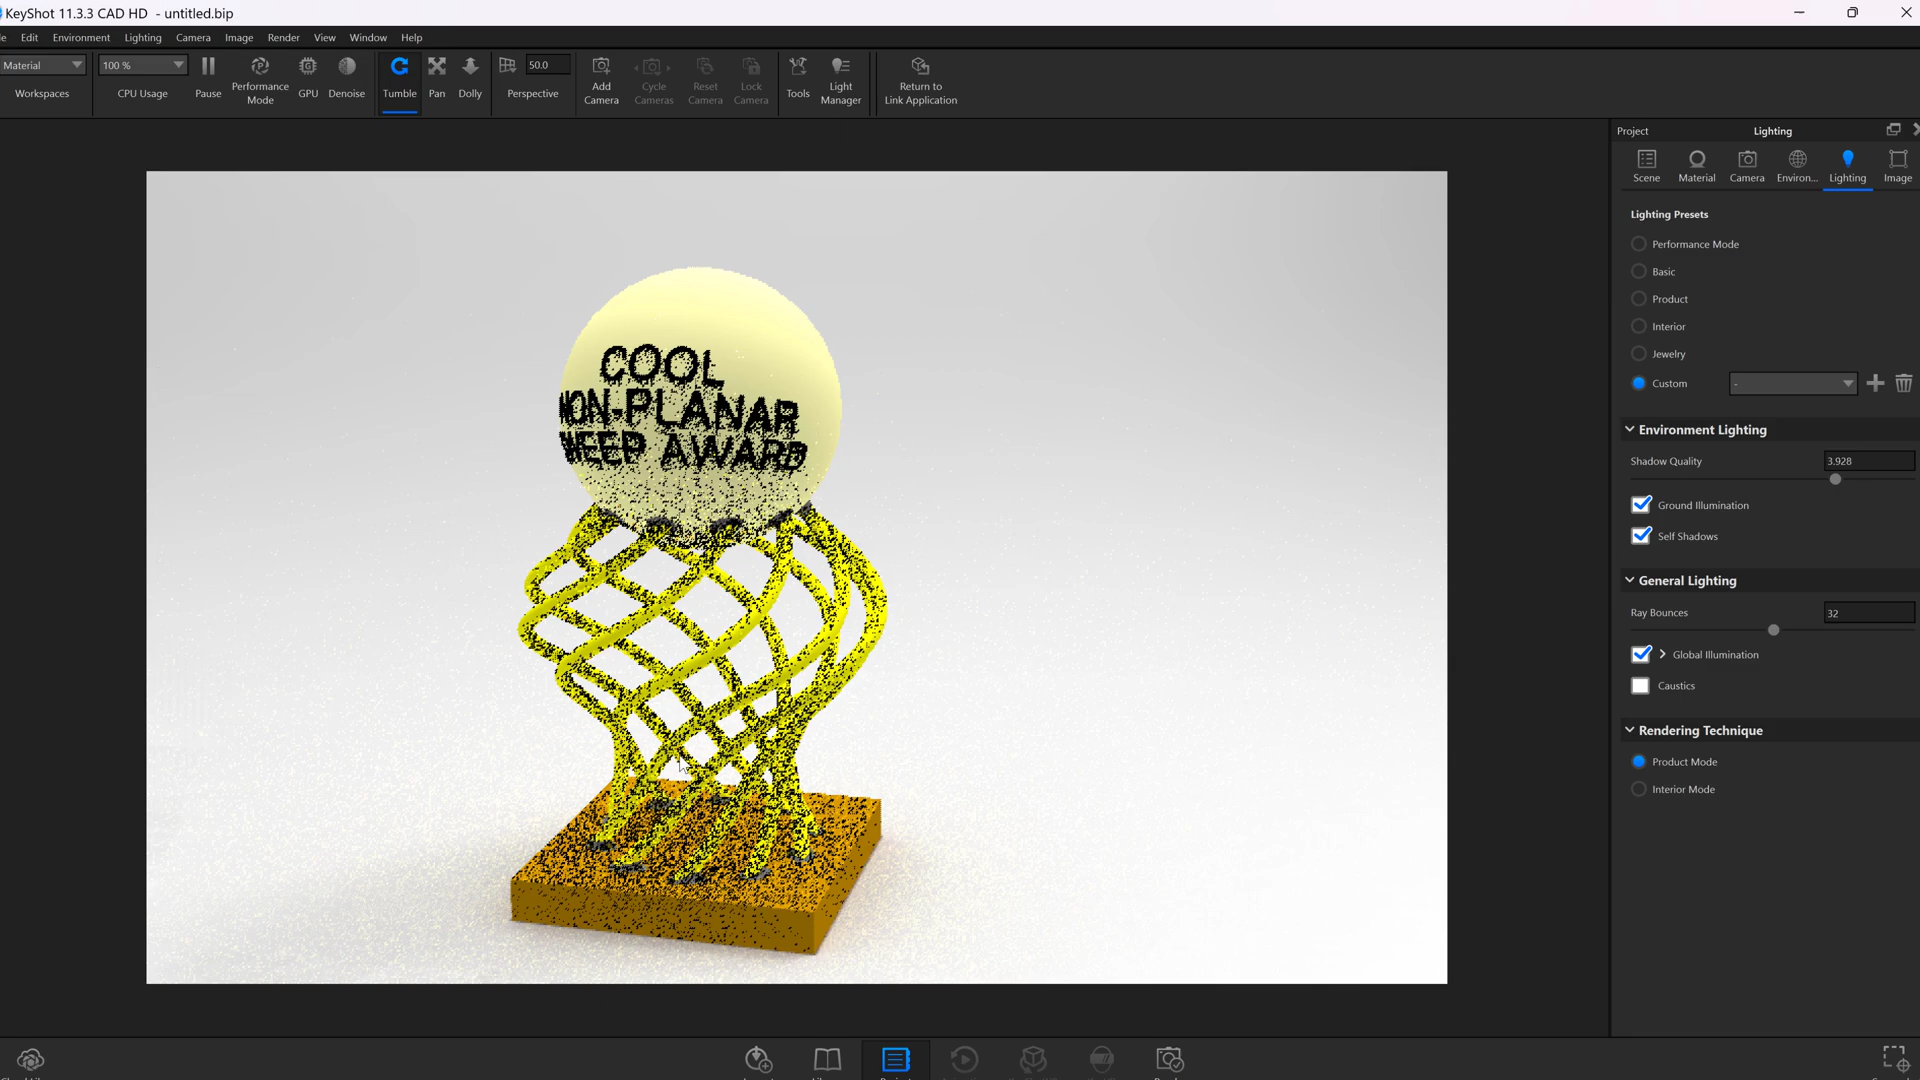 KeyShot 11.3.3 CAD HD - untitled.bip
Edit Environment Lighting Camera Image Render View Window Help
Material 100 % 50.0
Workspaces CPU Usage Pause Performance Mode GPU Denoise Tumble Pan Dolly Perspective Add Camera Cycle Cameras Reset Camera Lock Camera Tools Light Manager Return to Link Application
Project Lighting
Scene Material Camera Environ... Lighting Image
Lighting Presets
Performance Mode
Basic
Product
Interior
Jewelry
Custom -
Environment Lighting
Shadow Quality 3.928
Ground Illumination
Self Shadows
General Lighting
Ray Bounces 32
Global Illumination
Caustics
Rendering Technique
Product Mode
Interior Mode
COOL
NON-PLANAR
AWARD